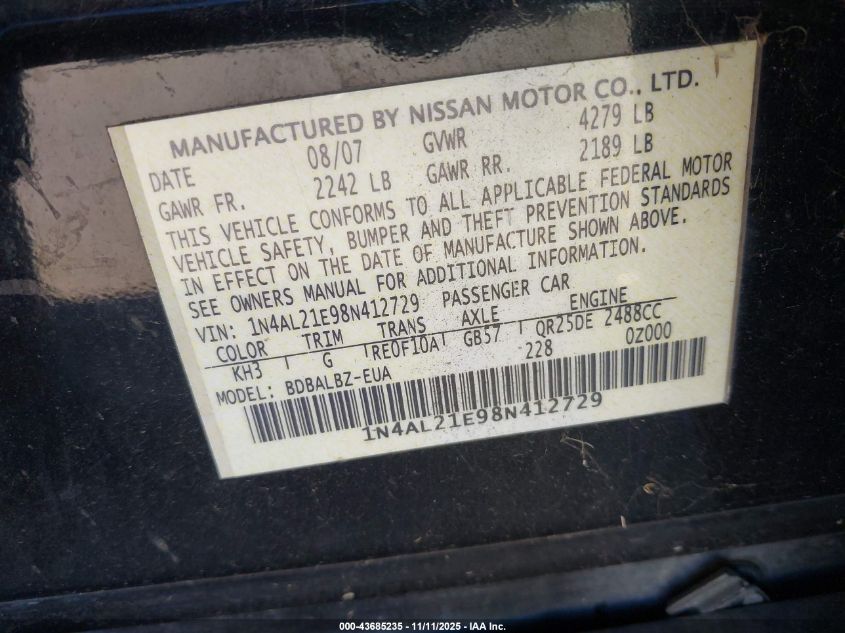 MANUFACTURED BY NISSAN MOTOR CO., LTD.
DATE 08/07 GVWR 4279 LB
GAWR FR. 2242 LB GAWR RR. 2189 LB
THIS VEHICLE CONFORMS TO ALL APPLICABLE FEDERAL MOTOR
VEHICLE SAFETY, BUMPER AND THEFT PREVENTION STANDARDS
IN EFFECT ON THE DATE OF MANUFACTURE SHOWN ABOVE.
SEE OWNERS MANUAL FOR ADDITIONAL INFORMATION.
VIN: 1N4AL21E98N412729 PASSENGER CAR
COLOR TRIM TRANS AXLE ENGINE
KH3 G RE0F10A GB57 QR25DE 2488CC
MODEL: BDBALBZ-EUA 228 0Z000
1N4AL21E98N412729
000-43685235 - 11/11/2025 - IAA Inc.